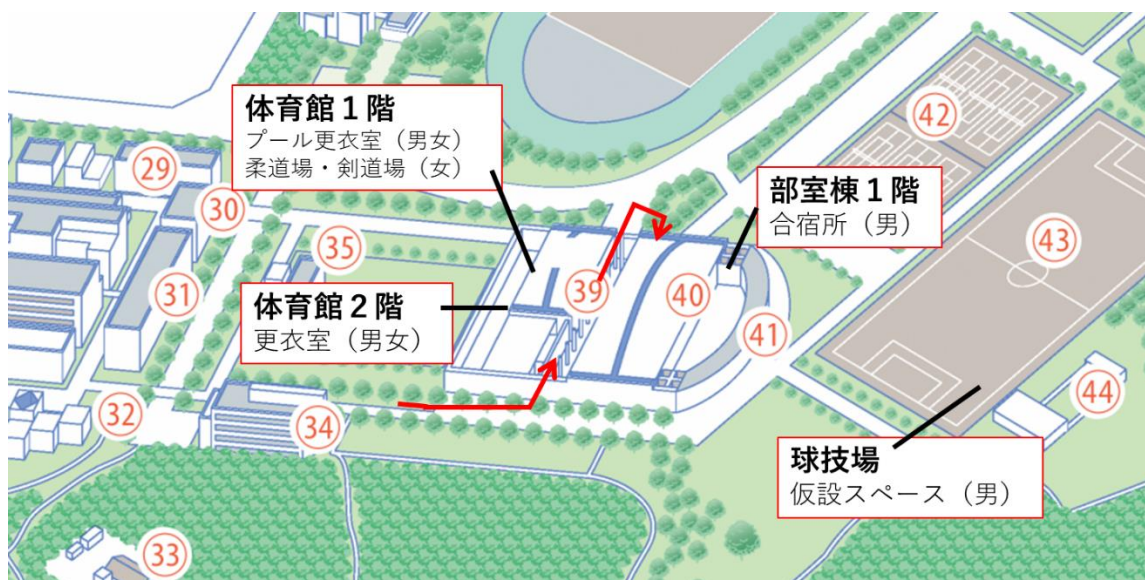 体育館１階
プール更衣室（男女）
柔道場・剣道場（女）
42
29
部室棟１階
合宿所（男）
30
43
35
39
40
31
体育館２階
更衣室（男女）
41
44
32
34
球技場
仮設スペース（男）
33